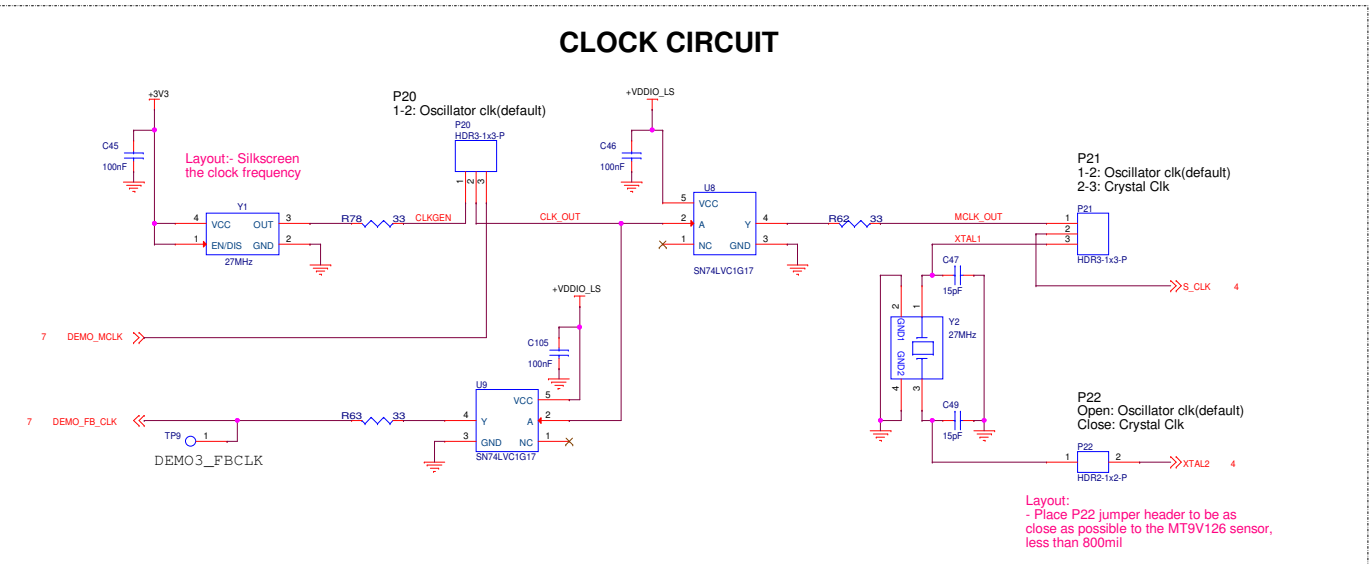 CLOCK CIRCUIT
+3V3
C45
100nF
Layout:- Silkscreen
the clock frequency
Y1
4
VCC
OUT
3
1
EN/DIS
GND
2
27MHz
R78
33
CLKGEN
P20
1-2: Oscillator clk(default)
P20
HDR3-1x3-P
1
2
3
CLK_OUT
+VDDIO_LS
C46
100nF
U8
5
VCC
2
A
Y
4
1
NC
GND
3
SN74LVC1G17
R62
33
MCLK_OUT
XTAL1
P21
1-2: Oscillator clk(default)
2-3: Crystal Clk
P21
1
2
3
HDR3-1x3-P
S_CLK
4
C47
15pF
2
1
GND1
GND2
Y2
27MHz
4
3
C49
15pF
7
DEMO_MCLK
+VDDIO_LS
C105
100nF
U9
VCC
5
4
Y
A
2
3
GND
NC
1
SN74LVC1G17
7
DEMO_FB_CLK
R63
33
TP9
1
DEMO3_FBCLK
P22
Open: Oscillator clk(default)
Close: Crystal Clk
P22
1
2
HDR2-1x2-P
XTAL2
4
Layout:
- Place P22 jumper header to be as
close as possible to the MT9V126 sensor,
less than 800mil